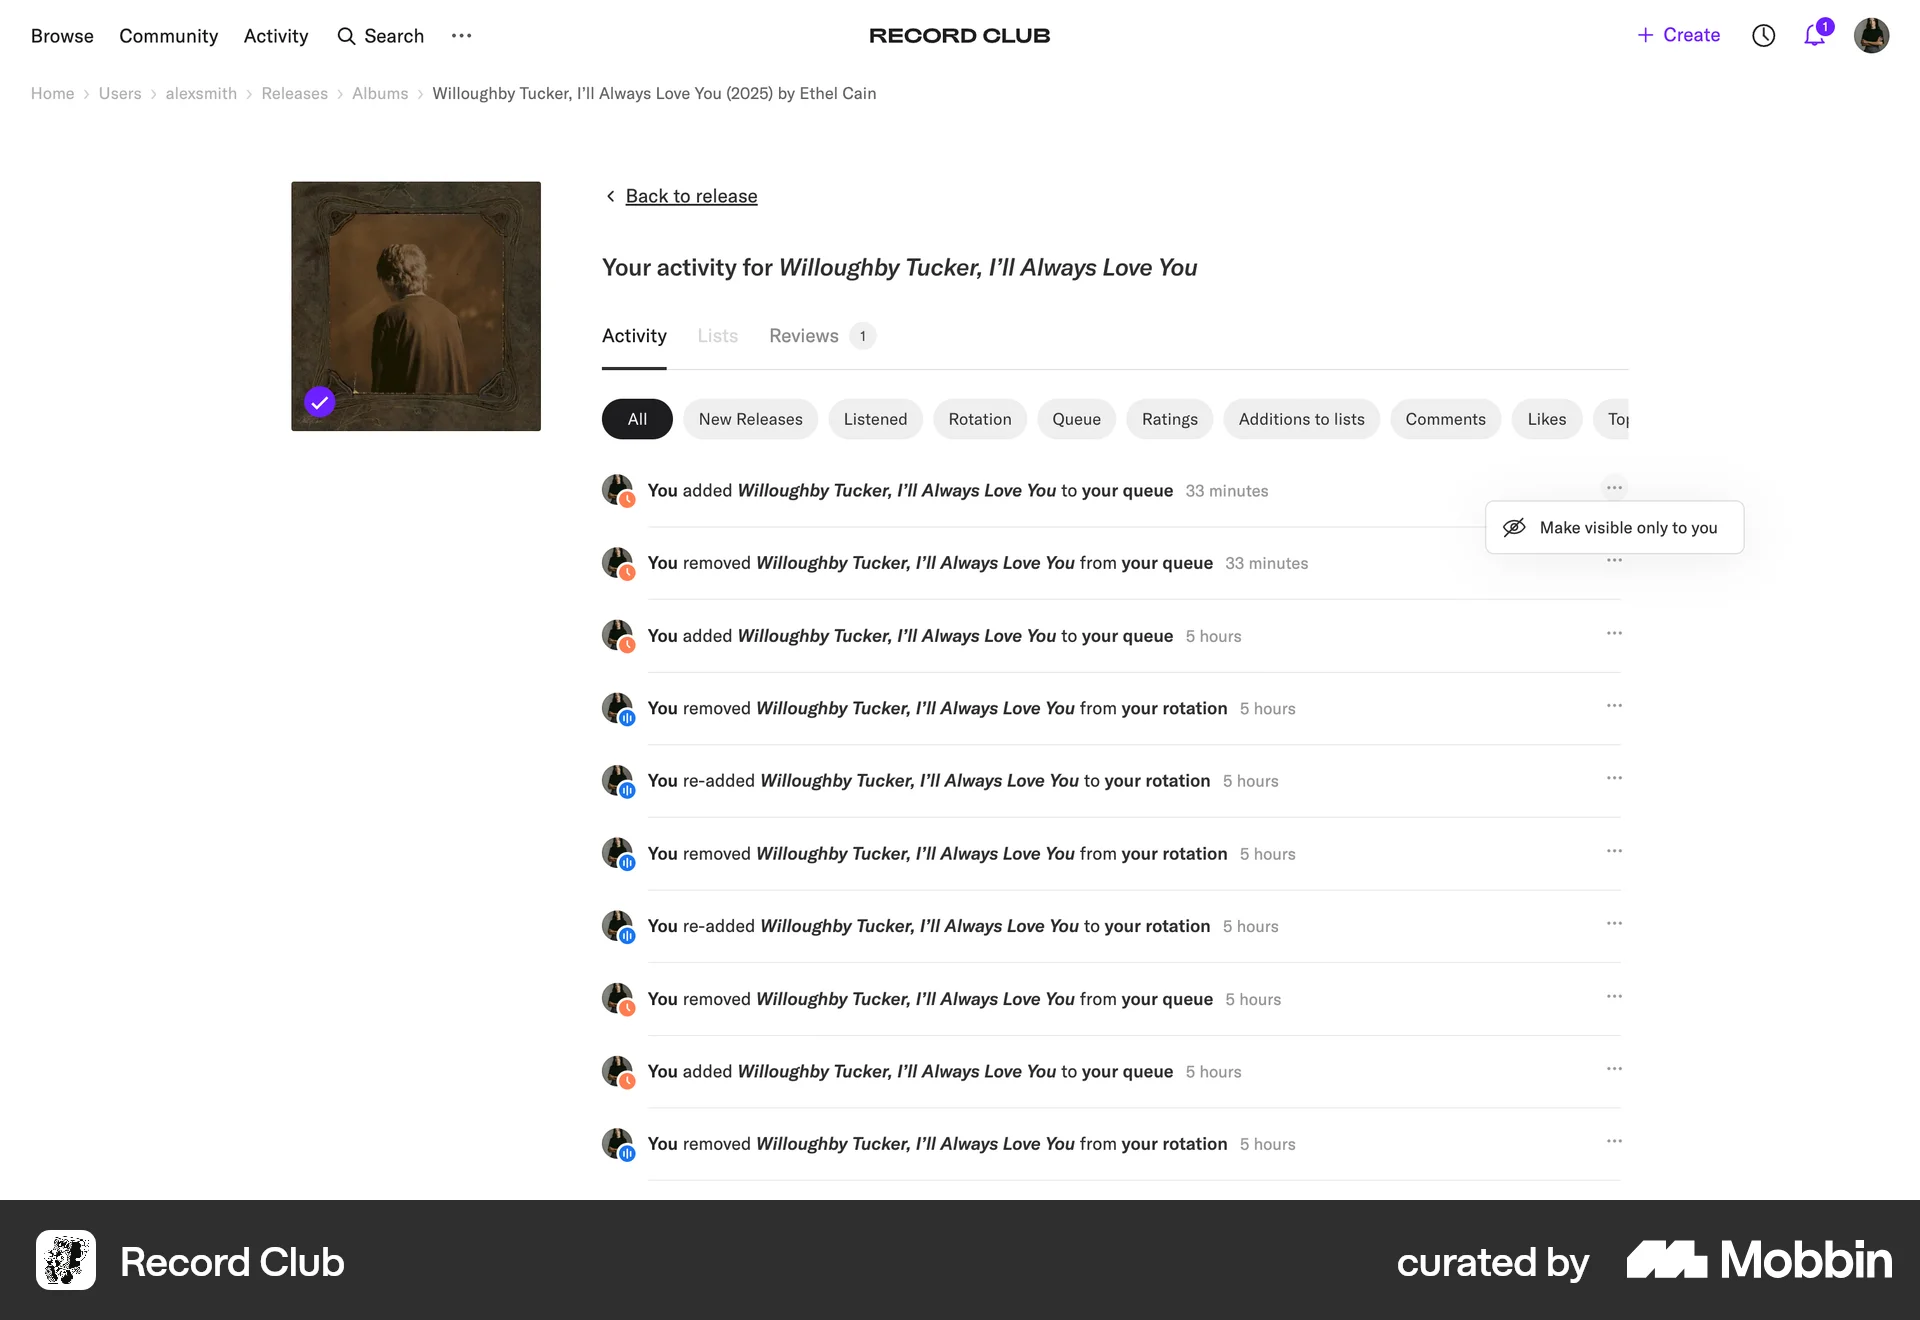 Browse Community Activity Search ··· RECORD CLUB + Create 1
Home › Users › alexsmith › Releases › Albums › Willoughby Tucker, I’ll Always Love You (2025) by Ethel Cain
Back to release
Your activity for Willoughby Tucker, I’ll Always Love You
Activity Lists Reviews 1
All New Releases Listened Rotation Queue Ratings Additions to lists Comments Likes Top
You added Willoughby Tucker, I’ll Always Love You to your queue 33 minutes
Make visible only to you
You removed Willoughby Tucker, I’ll Always Love You from your queue 33 minutes
You added Willoughby Tucker, I’ll Always Love You to your queue 5 hours
You removed Willoughby Tucker, I’ll Always Love You from your rotation 5 hours
You re-added Willoughby Tucker, I’ll Always Love You to your rotation 5 hours
You removed Willoughby Tucker, I’ll Always Love You from your rotation 5 hours
You re-added Willoughby Tucker, I’ll Always Love You to your rotation 5 hours
You removed Willoughby Tucker, I’ll Always Love You from your queue 5 hours
You added Willoughby Tucker, I’ll Always Love You to your queue 5 hours
You removed Willoughby Tucker, I’ll Always Love You from your rotation 5 hours
Record Club curated by Mobbin